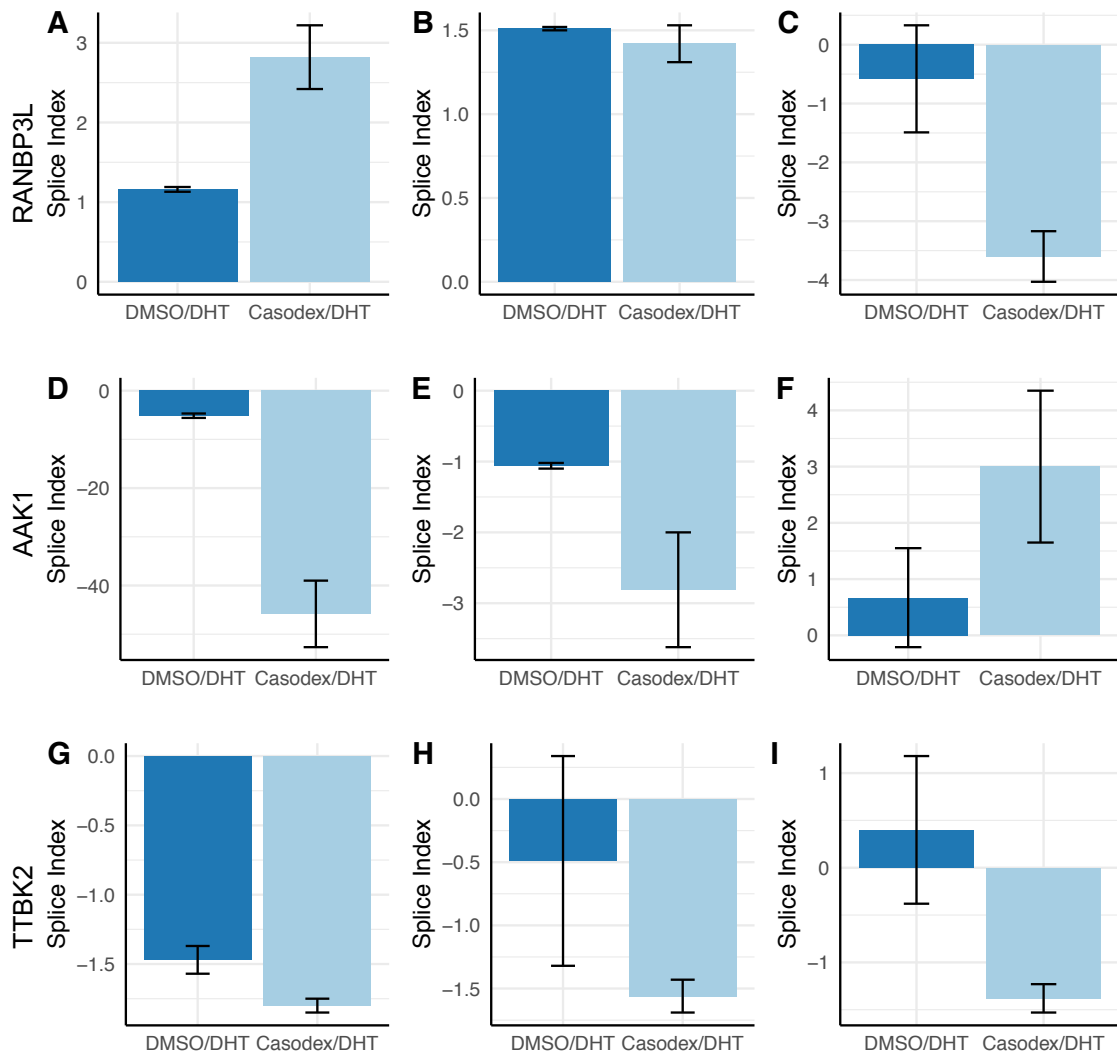 A
B
C
RANBP3L
Splice Index
3
2
1
0
DMSO/DHT
Casodex/DHT
Splice Index
1.5
1.0
0.5
0.0
DMSO/DHT
Casodex/DHT
Splice Index
0
−1
−2
−3
−4
DMSO/DHT
Casodex/DHT
D
E
F
AAK1
Splice Index
0
−20
−40
DMSO/DHT
Casodex/DHT
Splice Index
0
−1
−2
−3
DMSO/DHT
Casodex/DHT
Splice Index
4
3
2
1
0
DMSO/DHT
Casodex/DHT
G
H
I
TTBK2
Splice Index
0.0
−0.5
−1.0
−1.5
DMSO/DHT
Casodex/DHT
Splice Index
0.0
−0.5
−1.0
−1.5
DMSO/DHT
Casodex/DHT
Splice Index
1
0
−1
DMSO/DHT
Casodex/DHT